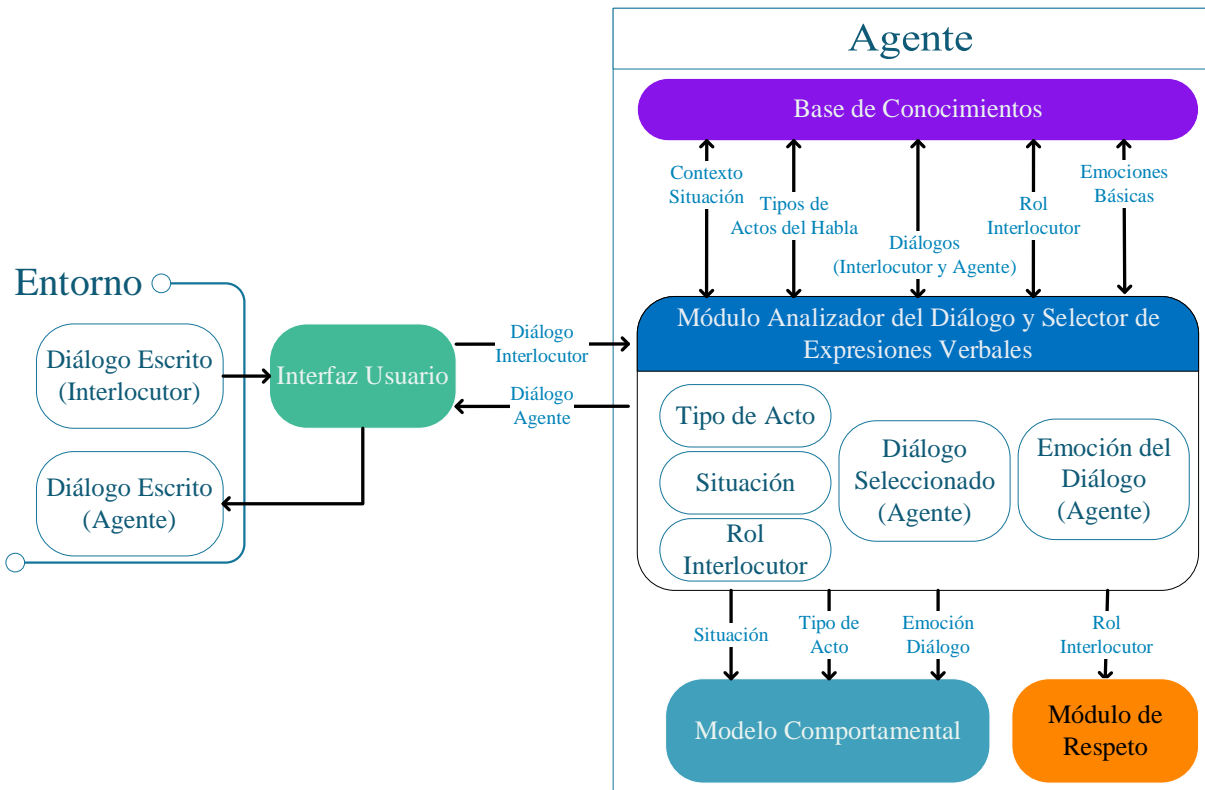 Agente
Base de Conocimientos
Contexto
Situación
Tipos de
Actos del Habla
Diálogos
(Interlocutor y Agente)
Rol
Interlocutor
Emociones
Básicas
Entorno
Diálogo Escrito
(Interlocutor)
Diálogo Escrito
(Agente)
Interfaz Usuario
Diálogo
Interlocutor
Diálogo
Agente
Módulo Analizador del Diálogo y Selector de
Expresiones Verbales
Tipo de Acto
Situación
Rol
Interlocutor
Diálogo
Seleccionado
(Agente)
Emoción del
Diálogo
(Agente)
Situación
Tipo de
Acto
Emoción
Diálogo
Rol
Interlocutor
Modelo Comportamental
Módulo de
Respeto